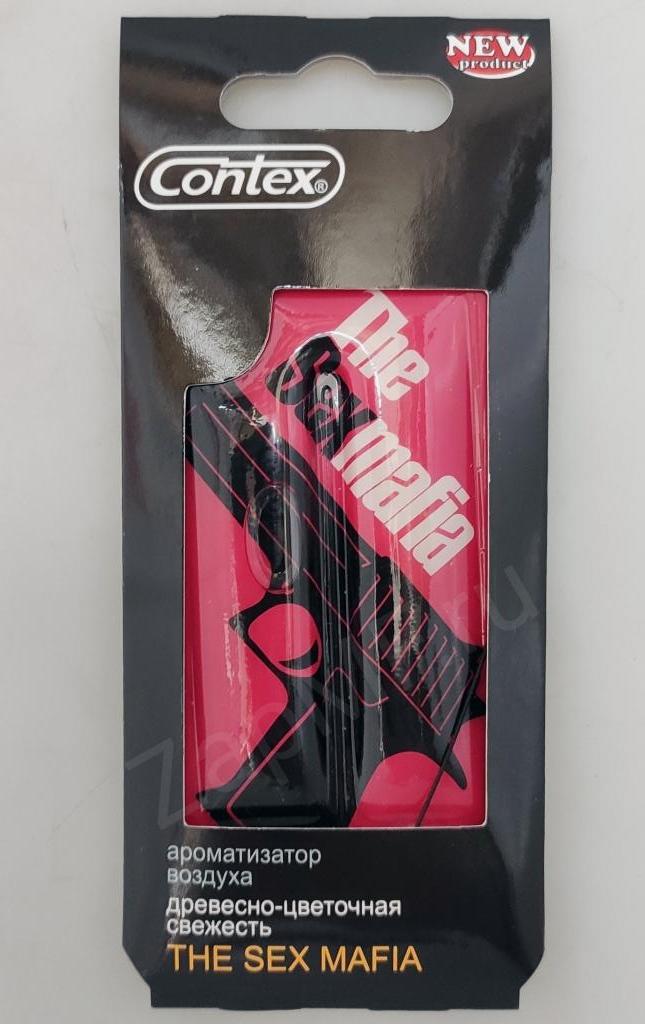 NEW
product
Contex®
The
Sex
mafia
ароматизатор
воздуха
древесно-цветочная
свежесть
THE SEX MAFIA